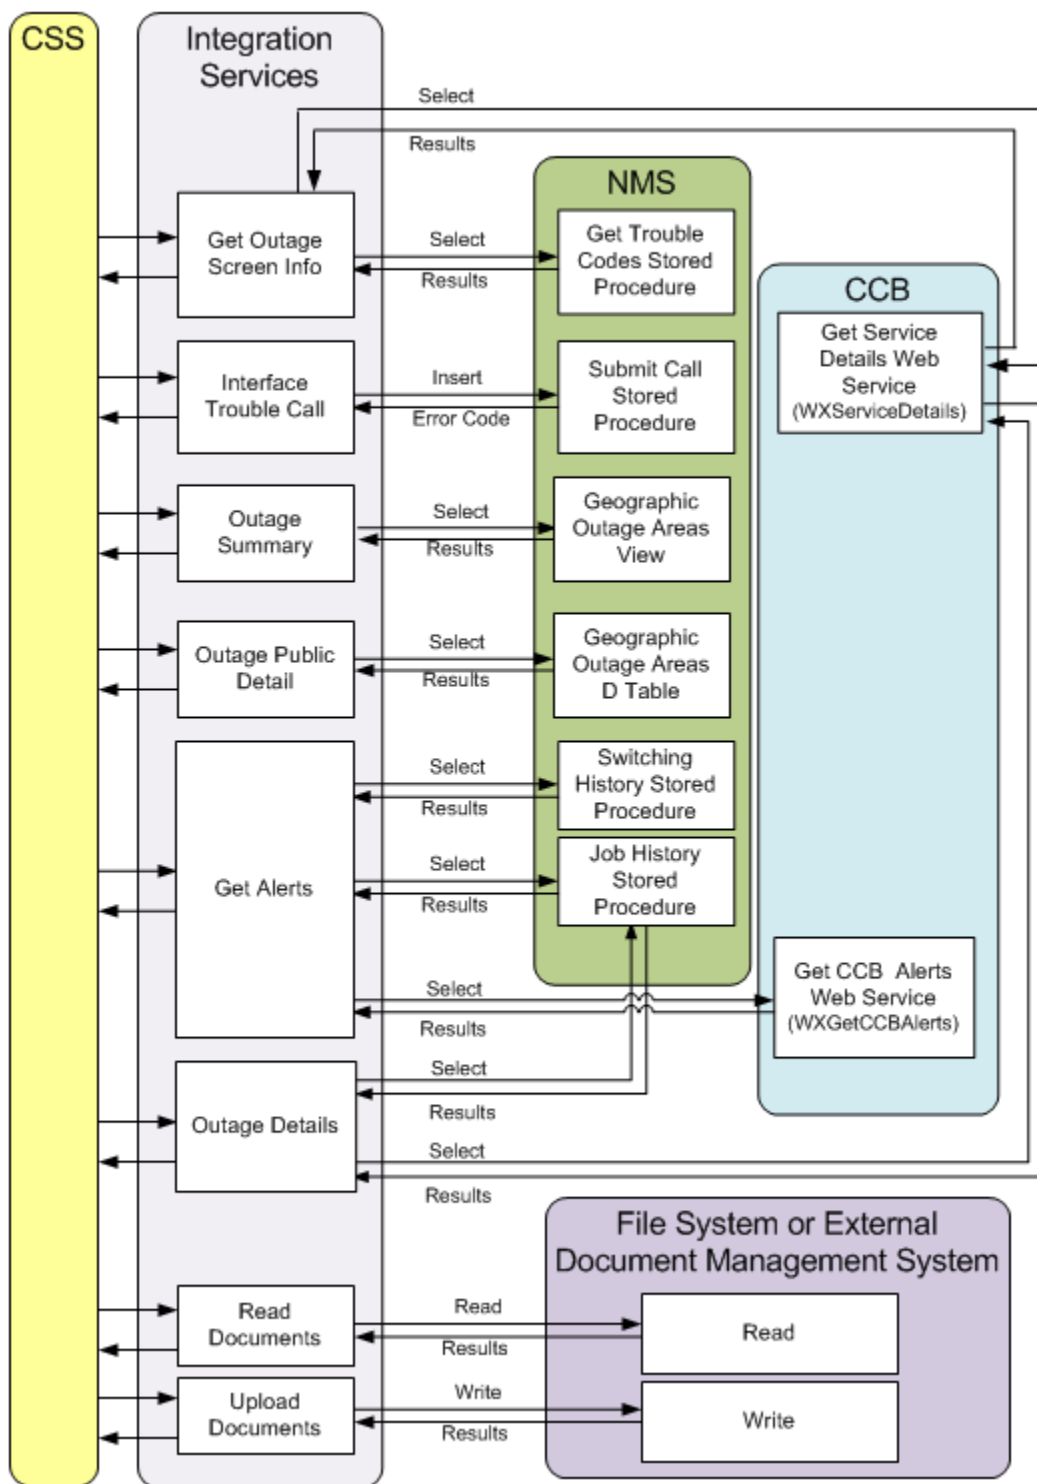 CSS
Integration
Services
Select
Results
NMS
Get Outage
Screen Info
Select
Results
Get Trouble
Codes Stored
Procedure
CCB
Get Service
Details Web
Service
(WXServiceDetails)
Interface
Trouble Call
Insert
Error Code
Submit Call
Stored
Procedure
Outage
Summary
Select
Results
Geographic
Outage Areas
View
Outage Public
Detail
Select
Results
Geographic
Outage Areas
D Table
Get Alerts
Select
Results
Switching
History Stored
Procedure
Select
Results
Job History
Stored
Procedure
Select
Results
Get CCB Alerts
Web Service
(WXGetCCBAlerts)
Outage Details
Select
Results
Select
Results
File System or External
Document Management System
Read
Documents
Read
Results
Read
Upload
Documents
Write
Results
Write